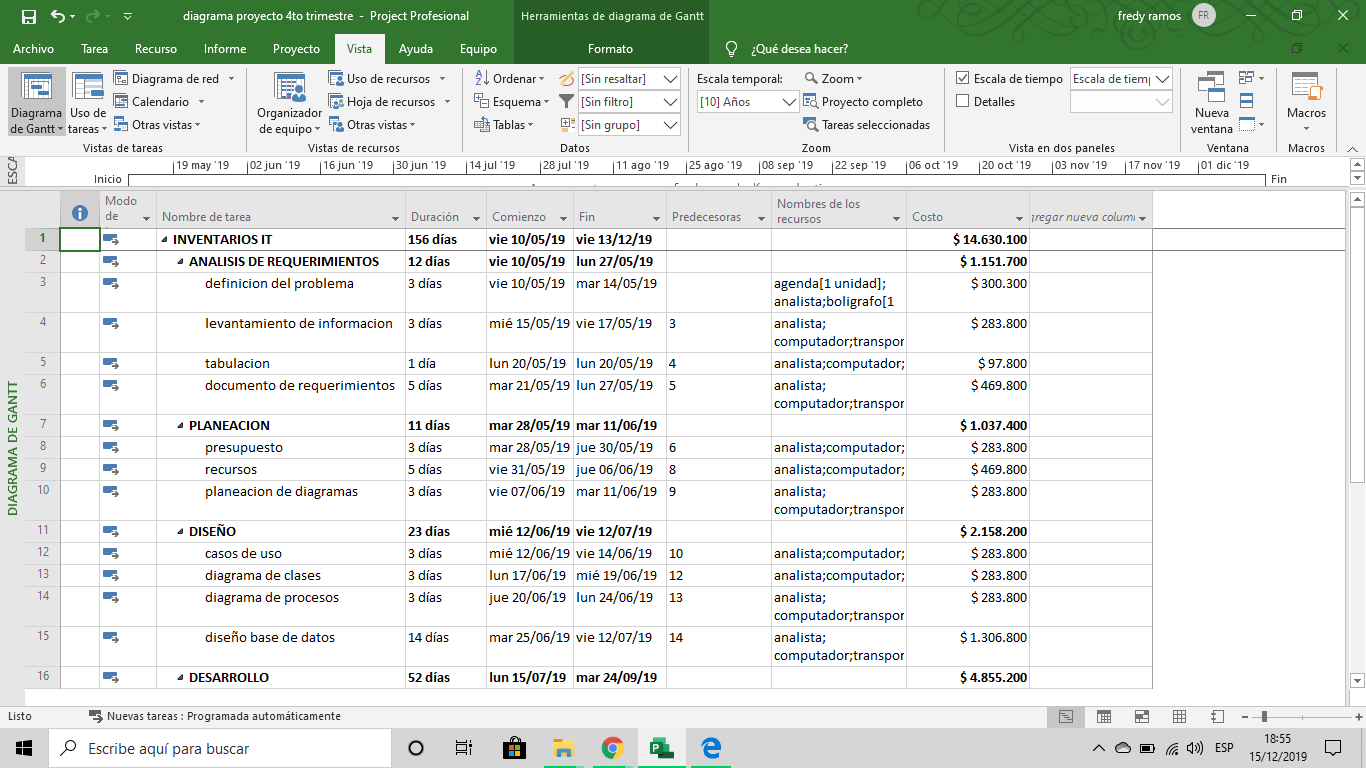 diagrama proyecto 4to trimestre - Project Profesional
Herramientas de diagrama de Gantt
fredy ramos
FR
Archivo Tarea Recurso Informe Proyecto Vista Ayuda Equipo Formato ¿Qué desea hacer?
Diagrama de Gantt
Uso de tareas
Diagrama de red
Calendario
Otras vistas
Vistas de tareas
Organizador de equipo
Uso de recursos
Hoja de recursos
Otras vistas
Vistas de recursos
Ordenar
Esquema
Tablas
[Sin resaltar]
[Sin filtro]
[Sin grupo]
Datos
Escala temporal:
[10] Años
Zoom
Proyecto completo
Tareas seleccionadas
Zoom
Escala de tiempo
Escala de tiem
Detalles
Vista en dos paneles
Nueva ventana
Ventana
Macros
Macros
ESCA
19 may '19 02 jun '19 16 jun '19 30 jun '19 14 jul '19 28 jul '19 11 ago '19 25 ago '19 08 sep '19 22 sep '19 06 oct '19 20 oct '19 03 nov '19 17 nov '19 01 dic '19
Inicio
Fin
DIAGRAMA DE GANTT
Modo de
Nombre de tarea Duración Comienzo Fin Predecesoras Nombres de los recursos Costo gregar nueva colum
1 INVENTARIOS IT 156 días vie 10/05/19 vie 13/12/19 $ 14.630.100
2 ANALISIS DE REQUERIMIENTOS 12 días vie 10/05/19 lun 27/05/19 $ 1.151.700
3 definicion del problema 3 días vie 10/05/19 mar 14/05/19 agenda[1 unidad]; $ 300.300
analista;boligrafo[1
4 levantamiento de informacion 3 días mié 15/05/19 vie 17/05/19 3 analista; $ 283.800
computador;transpor
5 tabulacion 1 día lun 20/05/19 lun 20/05/19 4 analista;computador; $ 97.800
6 documento de requerimientos 5 días mar 21/05/19 lun 27/05/19 5 analista; $ 469.800
computador;transpor
7 PLANEACION 11 días mar 28/05/19 mar 11/06/19 $ 1.037.400
8 presupuesto 3 días mar 28/05/19 jue 30/05/19 6 analista;computador; $ 283.800
9 recursos 5 días vie 31/05/19 jue 06/06/19 8 analista;computador; $ 469.800
10 planeacion de diagramas 3 días vie 07/06/19 mar 11/06/19 9 analista; $ 283.800
computador;transpor
11 DISEÑO 23 días mié 12/06/19 vie 12/07/19 $ 2.158.200
12 casos de uso 3 días mié 12/06/19 vie 14/06/19 10 analista;computador; $ 283.800
13 diagrama de clases 3 días lun 17/06/19 mié 19/06/19 12 analista;computador; $ 283.800
14 diagrama de procesos 3 días jue 20/06/19 lun 24/06/19 13 analista; $ 283.800
computador;transpor
15 diseño base de datos 14 días mar 25/06/19 vie 12/07/19 14 analista; $ 1.306.800
computador;transpor
16 DESARROLLO 52 días lun 15/07/19 mar 24/09/19 $ 4.855.200
Listo Nuevas tareas : Programada automáticamente
Escribe aquí para buscar
ESP
18:55
15/12/2019